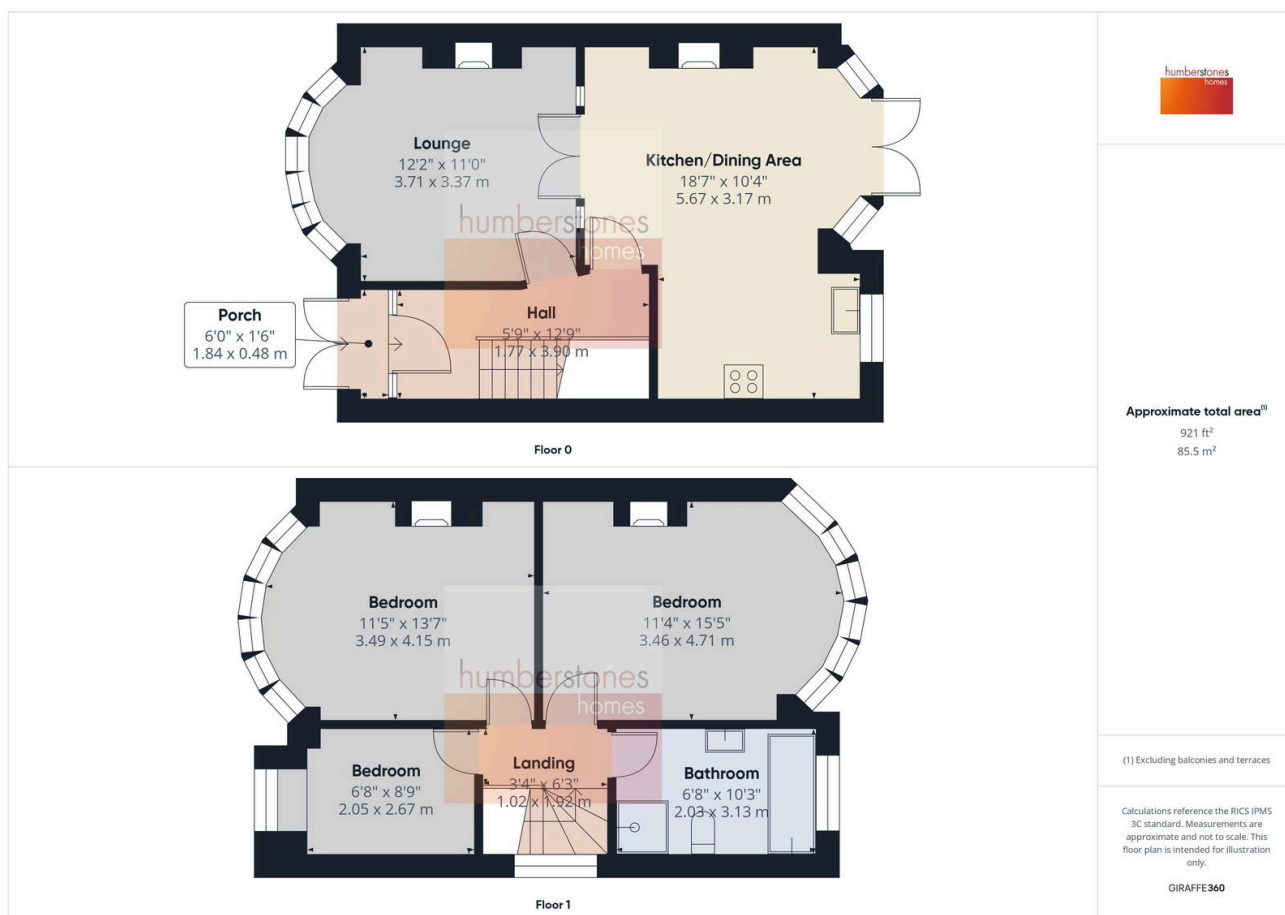 Lounge
12'2" x 11'0"
3.71 x 3.37 m
Kitchen/Dining Area
18'7" x 10'4"
5.67 x 3.17 m
humberstones
homes
Porch
6'0" x 1'6"
1.84 x 0.48 m
Hall
5'9" x 12'9"
1.77 x 3.90 m
Floor 0
Bedroom
11'5" x 13'7"
3.49 x 4.15 m
Bedroom
11'4" x 15'5"
3.46 x 4.71 m
humberstones
homes
Bedroom
6'8" x 8'9"
2.05 x 2.67 m
Landing
3'4" x 6'3"
1.02 x 1.92 m
Bathroom
6'8" x 10'3"
2.03 x 3.13 m
Floor 1
humberstones
homes
Approximate total area(1)
921 ft²
85.5 m²
(1) Excluding balconies and terraces
Calculations reference the RICS IPMS
3C standard. Measurements are
approximate and not to scale. This
floor plan is intended for illustration
only.
GIRAFFE360